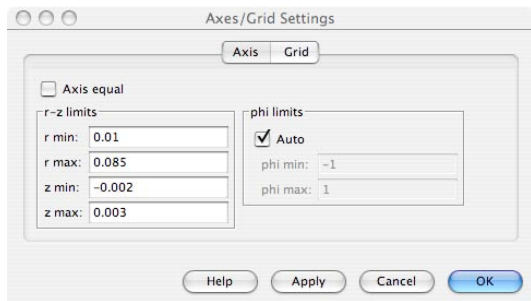 Axes/Grid Settings
Axis Grid
Axis equal
r-z limits
r min: 0.01
r max: 0.085
z min: -0.002
z max: 0.003
phi limits
Auto
phi min: -1
phi max: 1
Help Apply Cancel OK